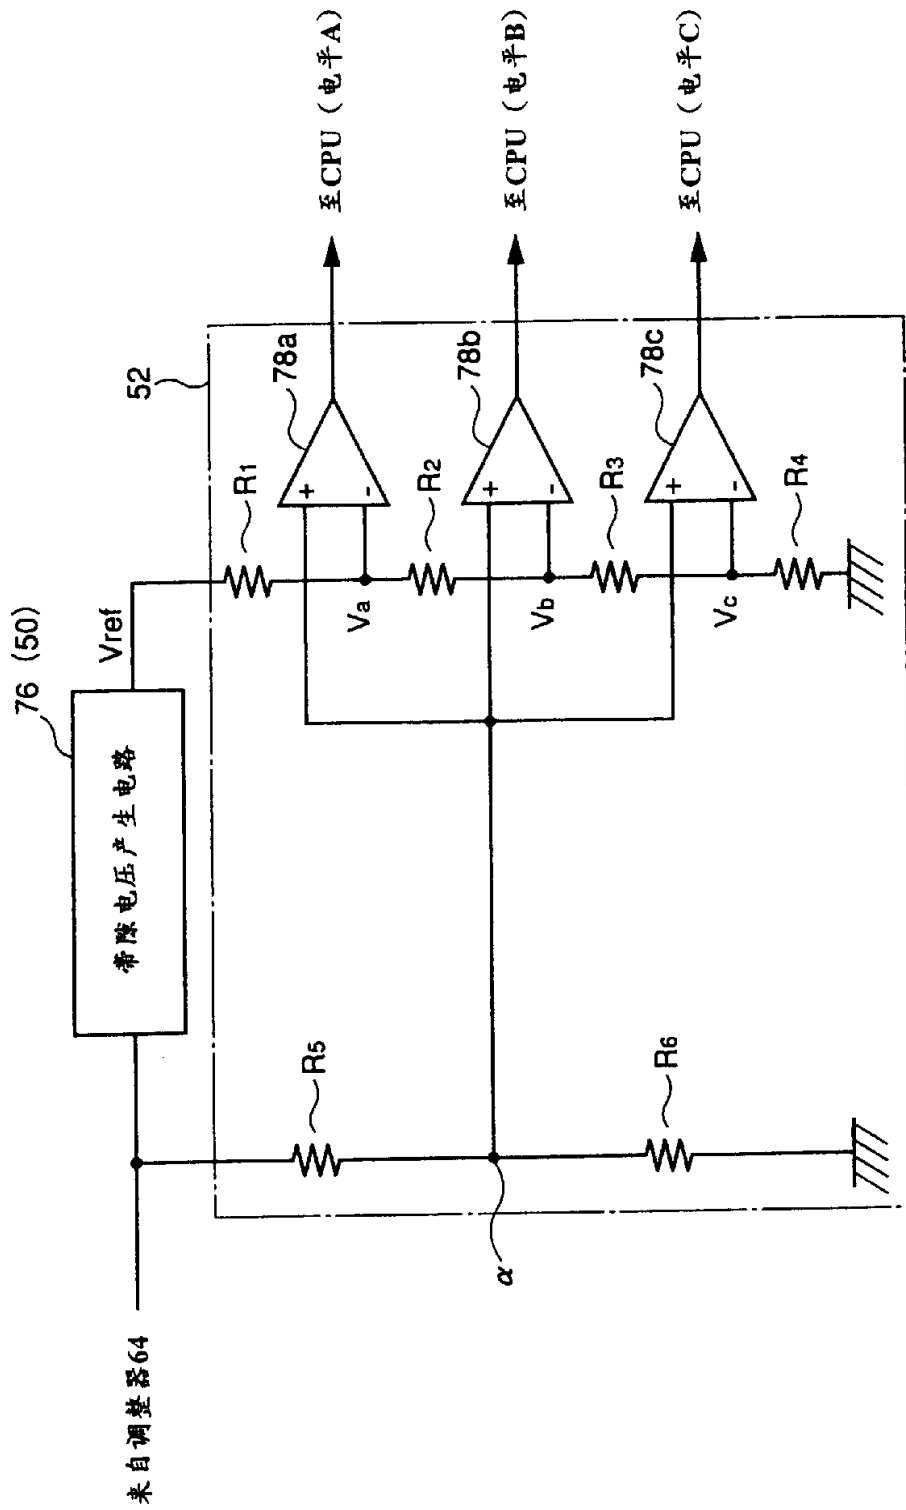 76 (50)
带隙电压产生电路
Vref
来自调整器64
52
R1
R2
R3
R4
R5
R6
Va
Vb
Vc
α
78a
78b
78c
+
-
+
-
+
-
至CPU（电平A）
至CPU（电平B）
至CPU（电平C）